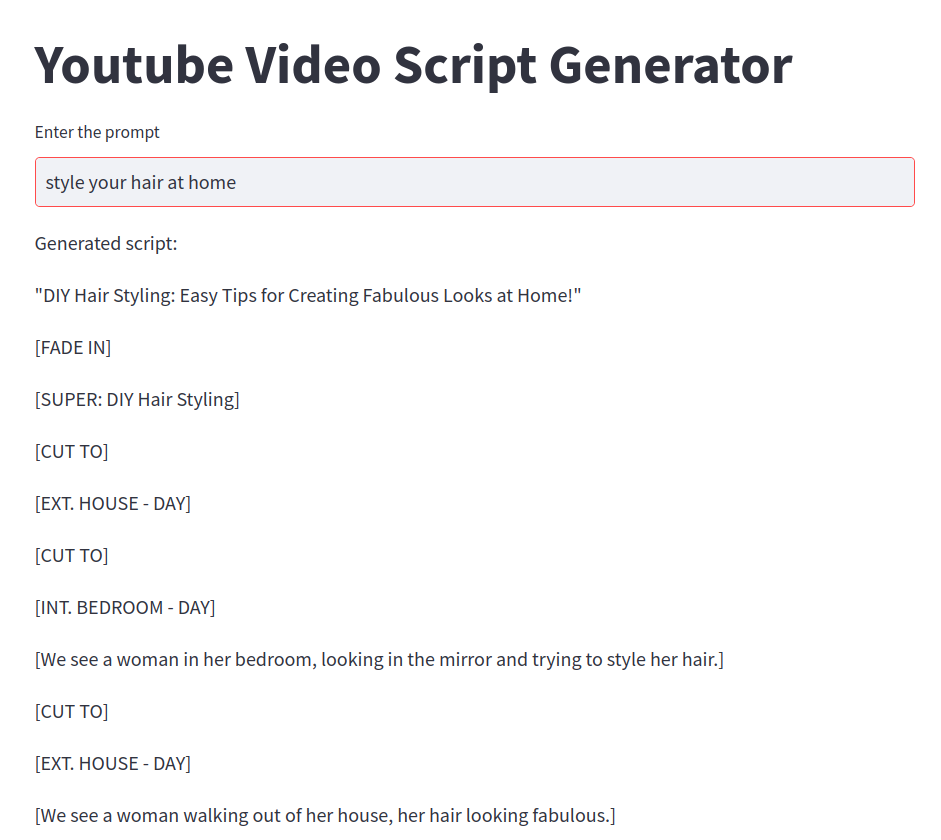 Youtube Video Script Generator
Enter the prompt
style your hair at home
Generated script:
"DIY Hair Styling: Easy Tips for Creating Fabulous Looks at Home!"
[FADE IN]
[SUPER: DIY Hair Styling]
[CUT TO]
[EXT. HOUSE - DAY]
[CUT TO]
[INT. BEDROOM - DAY]
[We see a woman in her bedroom, looking in the mirror and trying to style her hair.]
[CUT TO]
[EXT. HOUSE - DAY]
[We see a woman walking out of her house, her hair looking fabulous.]